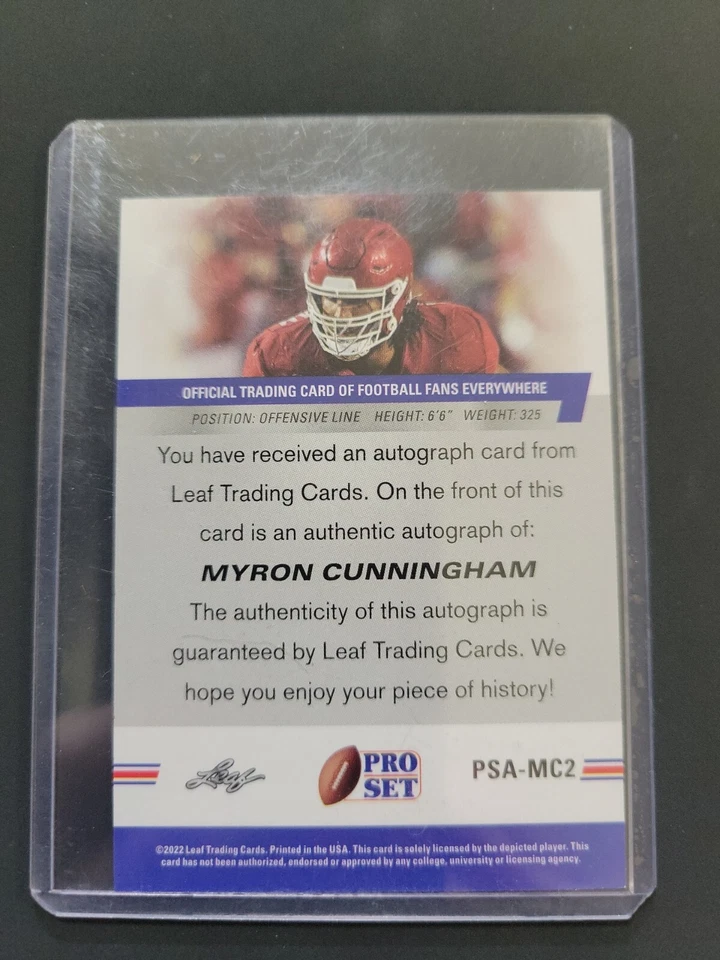 OFFICIAL TRADING CARD OF FOOTBALL FANS EVERYWHERE
POSITION: OFFENSIVE LINE HEIGHT: 6'6" WEIGHT: 325
You have received an autograph card from
Leaf Trading Cards. On the front of this
card is an authentic autograph of:
MYRON CUNNINGHAM
The authenticity of this autograph is
guaranteed by Leaf Trading Cards. We
hope you enjoy your piece of history!
Leaf
PRO
SET
PSA-MC2
©2022 Leaf Trading Cards. Printed in the USA. This card is solely licensed by the depicted player. This
card has not been authorized, endorsed or approved by any college, university or licensing agency.